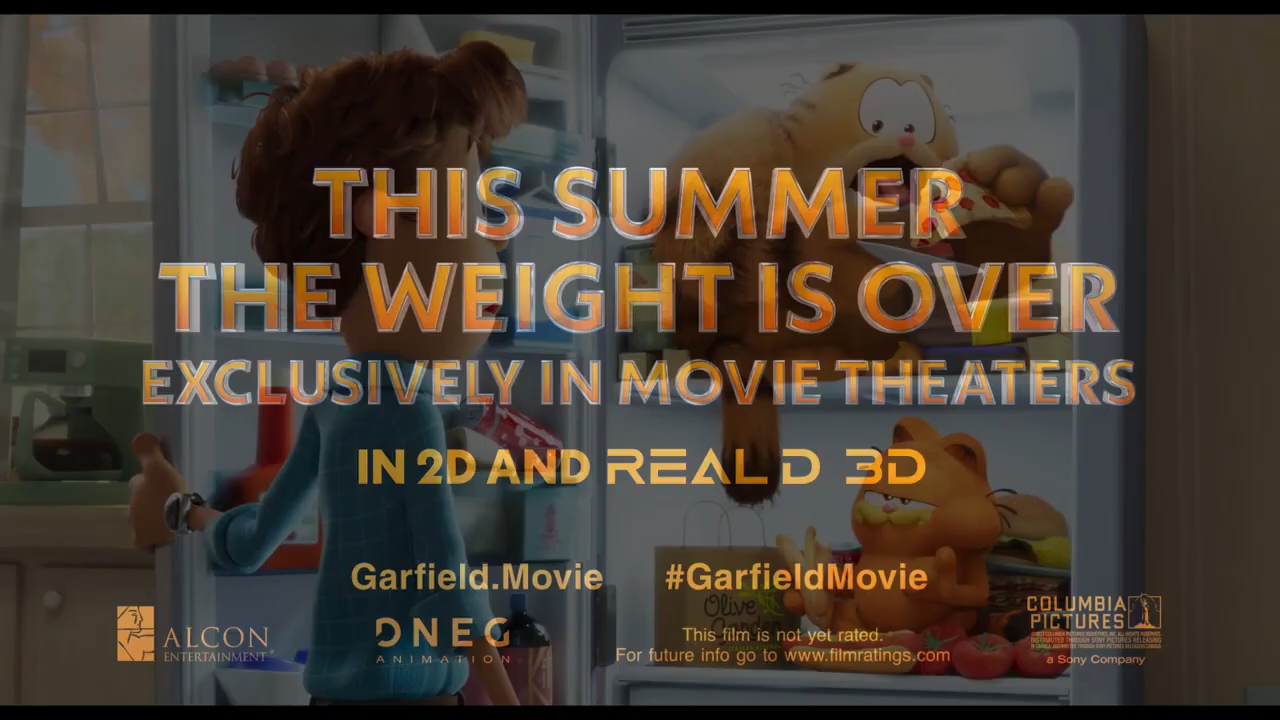 THIS SUMMER
THE WEIGHT IS OVER
EXCLUSIVELY IN MOVIE THEATERS
IN 2D AND REAL D 3D
Garfield.Movie #GarfieldMovie
Olive
Garden
ALCON
ENTERTAINMENT
DNEG
ANIMATION
This film is not yet rated.
For future info go to www.filmratings.com
COLUMBIA
PICTURES
a Sony Company